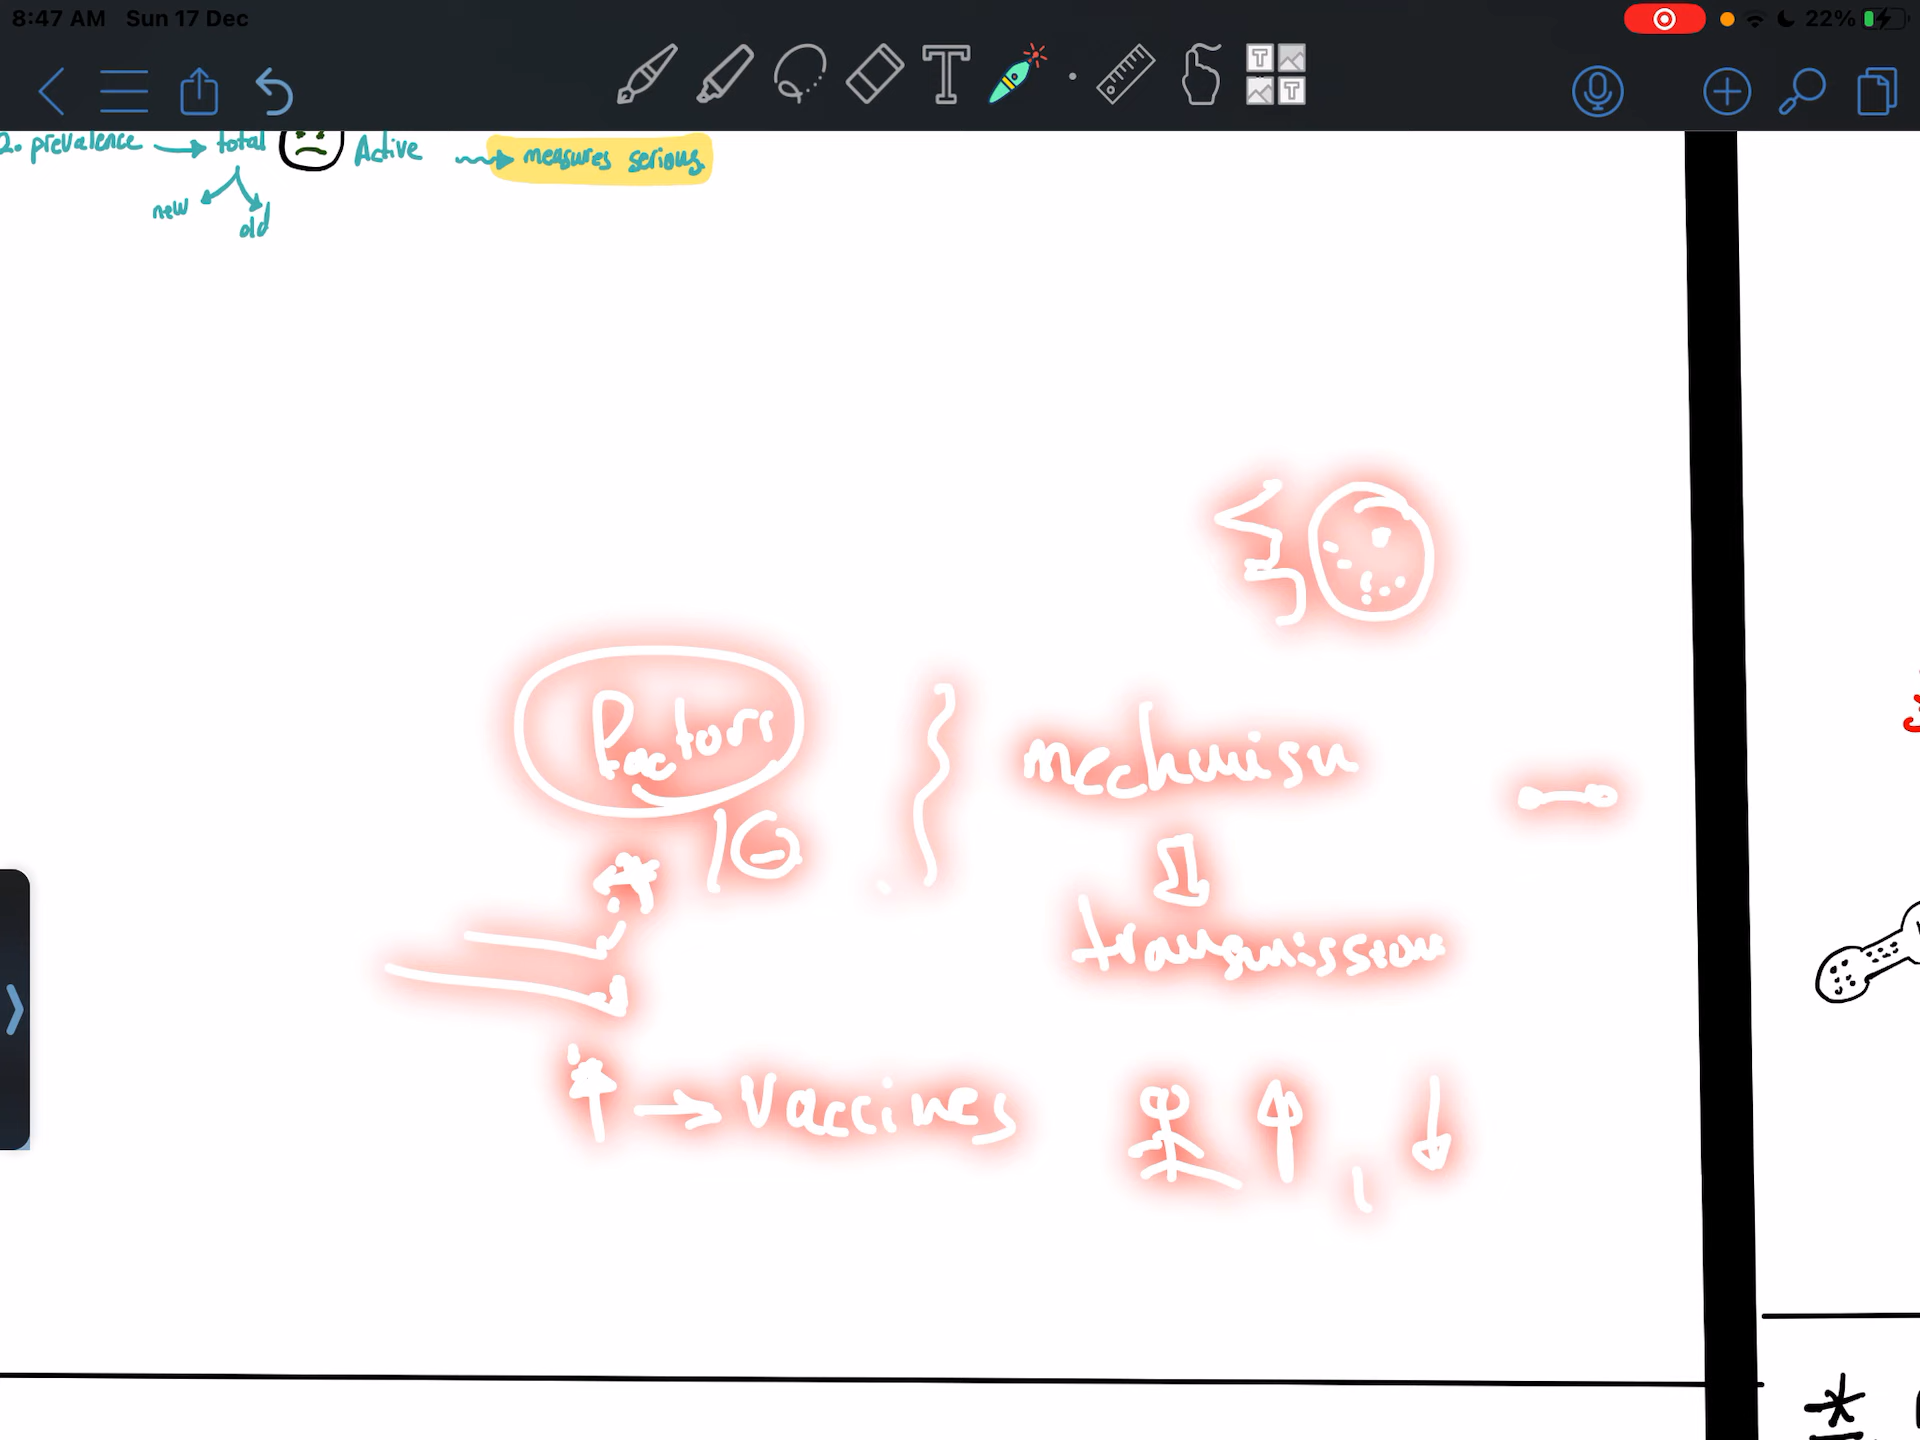 8:47 AM Sun 17 Dec
22%
2. prevalence → total Active → measures serious
new
old
Factors
mechanism
transmission
↑ → Vaccines ↑ , ↓